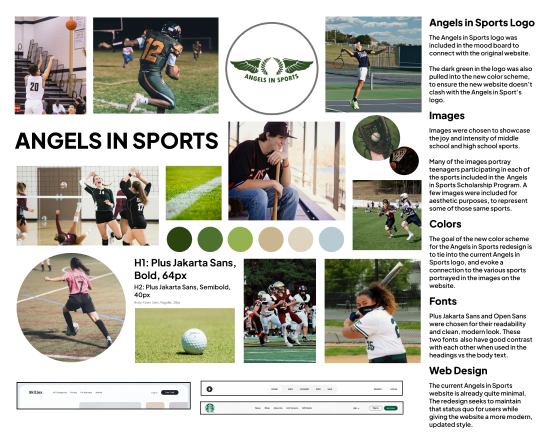 Angels in Sports Logo
The Angels in Sports logo was
included in the mood board to
connect with the original website.
The dark green in the logo was also
pulled into the new color scheme,
to ensure the new website doesn't
clash with the Angels in Sport's
logo.
Images
Images were chosen to showcase
the joy and intensity of middle
school and high school sports.
Many of the images portray
teenagers participating in each of
the sports included in the Angels
in Sports Scholarship Program. A
few images were included for
aesthetic purposes, to represent
some of those same sports.
Colors
The goal of the new color scheme
for the Angels in Sports redesign is
to tie into the current Angels in
Sports logo, and evoke a
connection to the various sports
portrayed in the images on the
website.
Fonts
Plus Jakarta Sans and Open Sans
were chosen for their readability
and clean, modern look. These
two fonts also have good contrast
with each other when used in the
headings vs the body text.
Web Design
The current Angels in Sports
website is already quite minimal.
The redesign seeks to maintain
that status quo for users while
giving the website a more modern,
updated style.
20
12
ANGELS IN SPORTS
ANGELS IN SPORTS
H1: Plus Jakarta Sans,
Bold, 64px
H2: Plus Jakarta Sans, Semibold,
40px